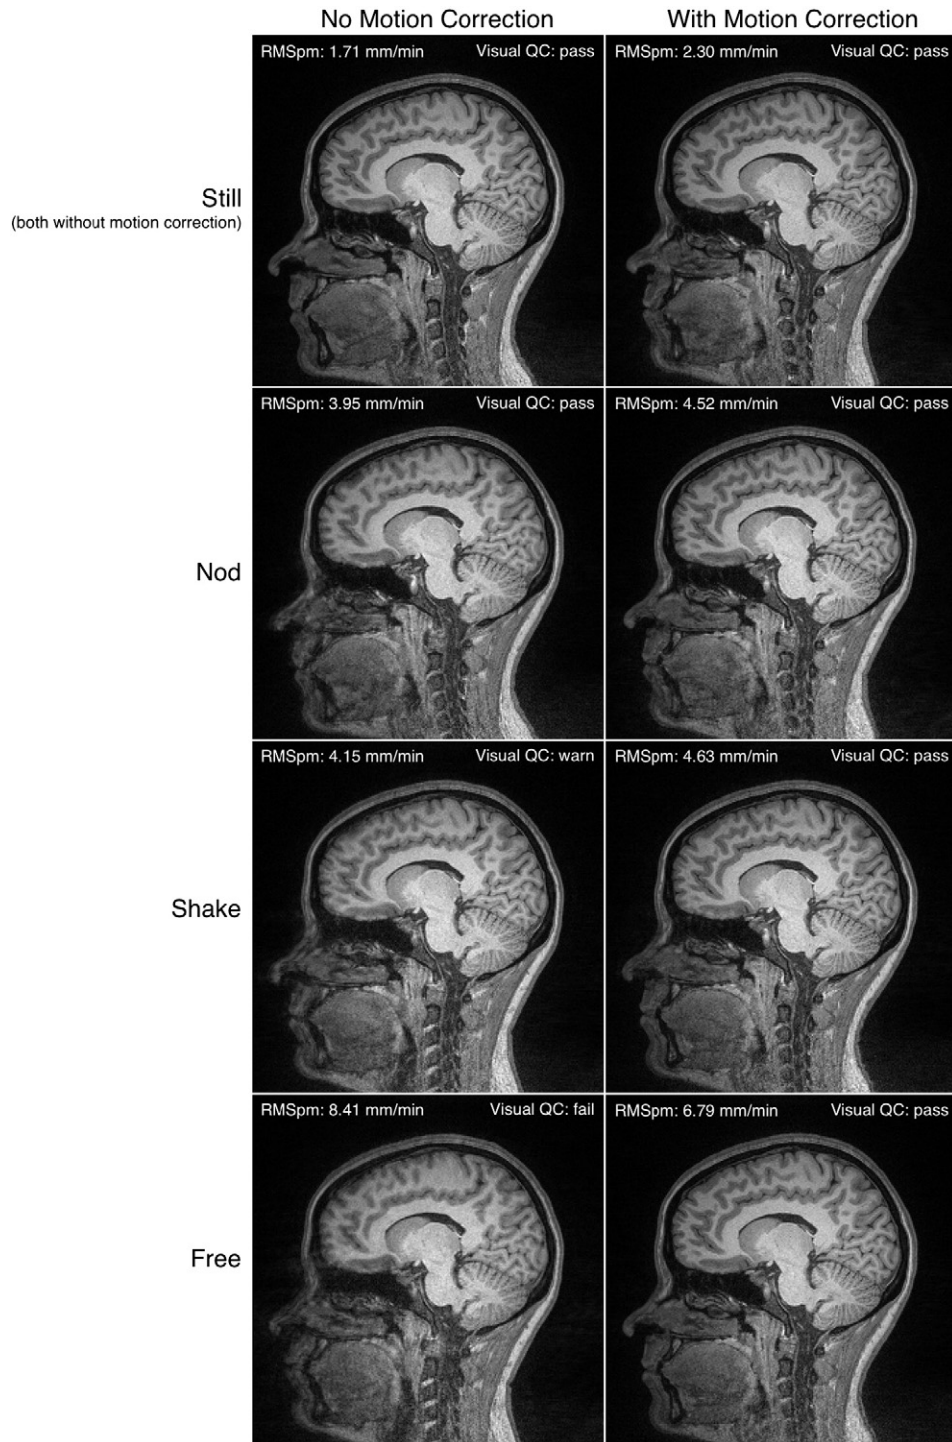 No Motion Correction With Motion Correction
RMSpm: 1.71 mm/min Visual QC: pass RMSpm: 2.30 mm/min Visual QC: pass
Still
(both without motion correction)
RMSpm: 3.95 mm/min Visual QC: pass RMSpm: 4.52 mm/min Visual QC: pass
Nod
RMSpm: 4.15 mm/min Visual QC: warn RMSpm: 4.63 mm/min Visual QC: pass
Shake
RMSpm: 8.41 mm/min Visual QC: fail RMSpm: 6.79 mm/min Visual QC: pass
Free